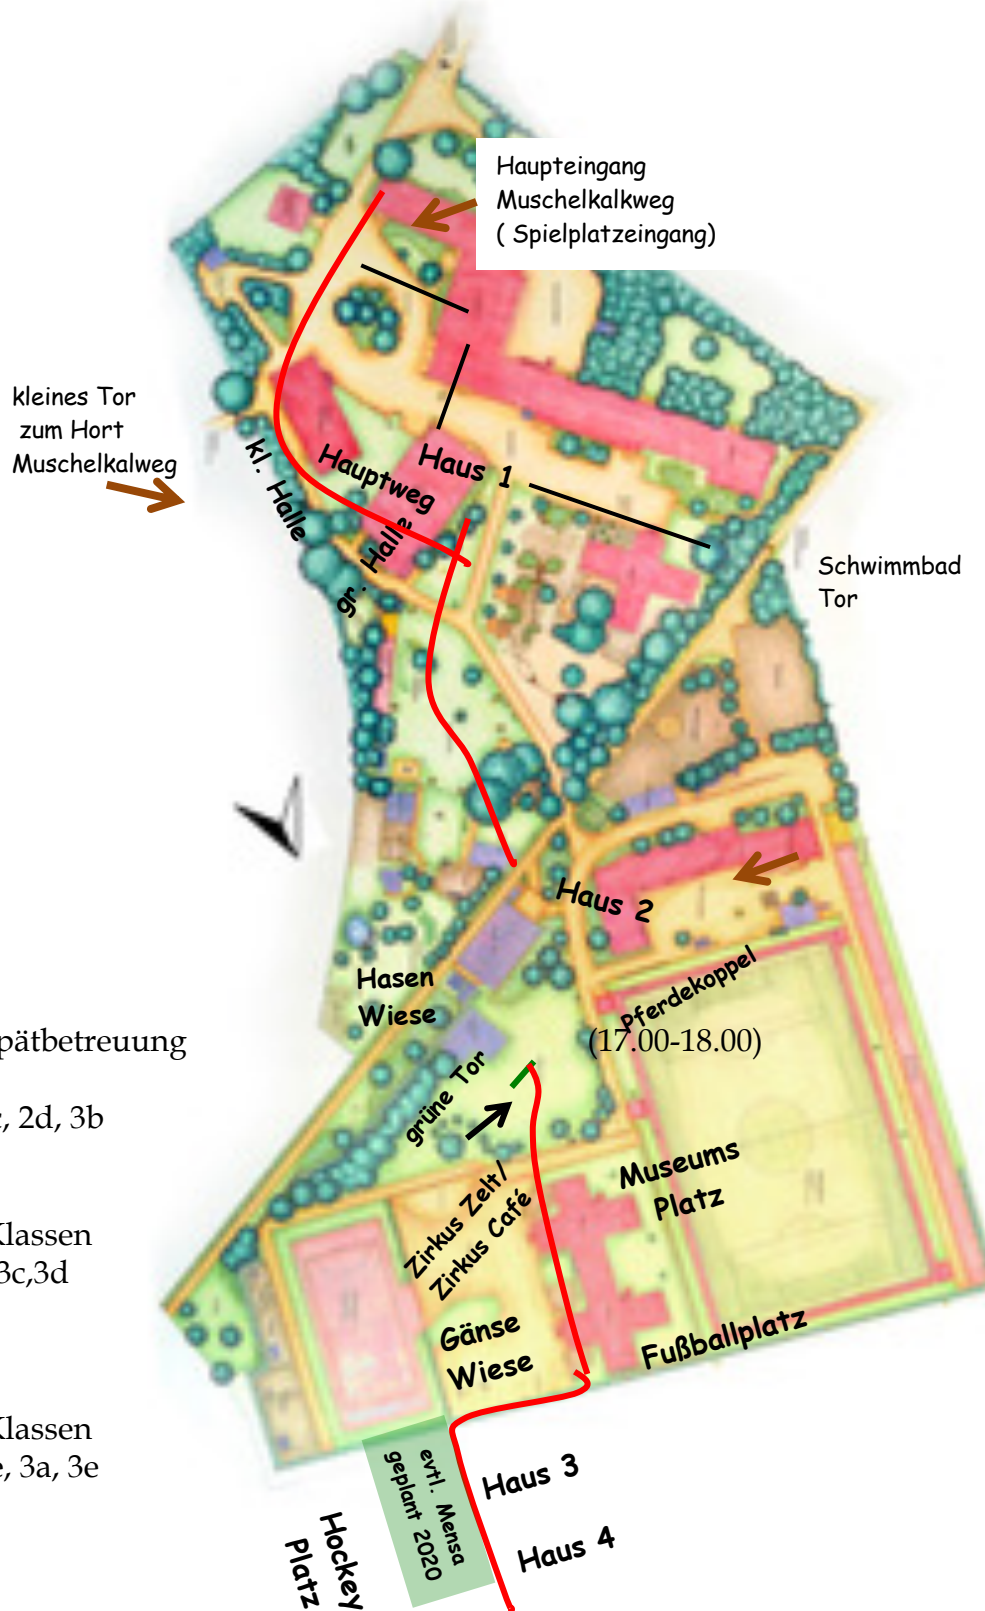 Haupteingang
Muschelkalkweg
( Spielplatzeingang)
kleines Tor
zum Hort
Muschelkalweg
kl. Halle
Hauptweg
Haus 1
gr. Halle
Schwimmbad
Tor
Haus 2
Hasen
Wiese
Pferdekoppel
pätbetreuung
(17.00-18.00)
grüne Tor
, 2d, 3b
Museums
Platz
Zirkus Zelt/
Zirkus Café
Klassen
3c,3d
Gänse
Wiese
Fußballplatz
Klassen
e, 3a, 3e
evtl. Mensa
geplant 2020
Haus 3
Haus 4
Hockey
Platz